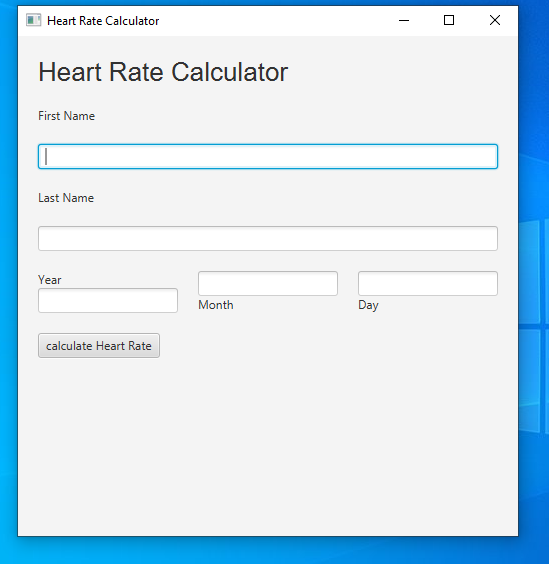 Heart Rate Calculator
Heart Rate Calculator
First Name
Last Name
Year
Month
Day
calculate Heart Rate